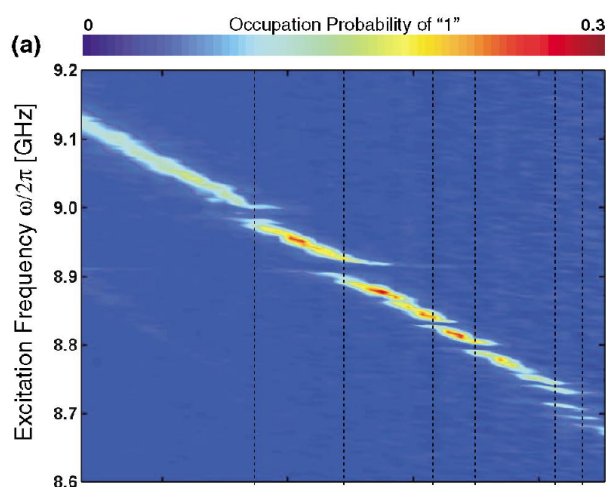 0 Occupation Probability of “1” 0.3
(a)
9.2
9.1
9.0
8.9
8.8
8.7
8.6
Excitation Frequency ω/2π [GHz]